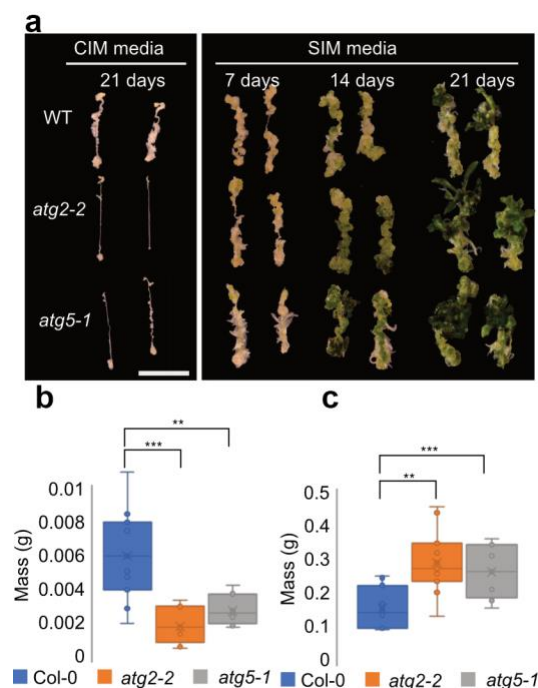 a
CIM media SIM media
21 days 7 days 14 days 21 days
WT
atg2-2
atg5-1
b
**
***
Mass (g)
0.01
0.008
0.006
0.004
0.002
0
Col-0 atg2-2 atg5-1
c
***
**
Mass (g)
0.5
0.4
0.3
0.2
0.1
0
Col-0 atg2-2 atg5-1